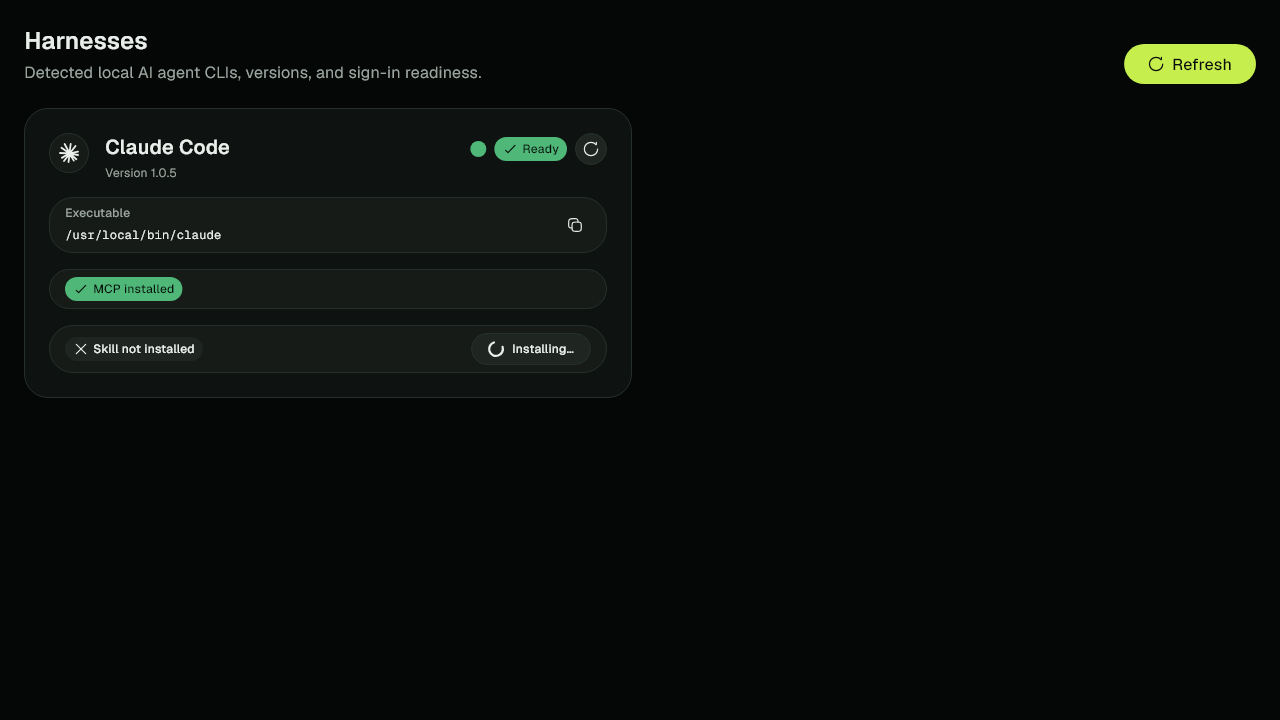 Harnesses
Detected local AI agent CLIs, versions, and sign-in readiness.
Refresh
Claude Code
Ready
Version 1.0.5
Executable
/usr/local/bin/claude
MCP installed
Skill not installed
Installing…